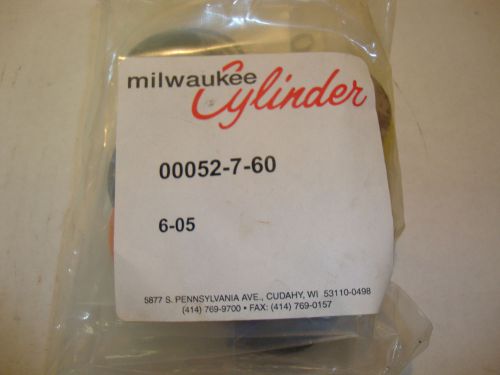 milwaukee
Cylinder
00052-7-60
6-05
5877 S. PENNSYLVANIA AVE., CUDAHY, WI 53110-0498
(414) 769-9700 • FAX: (414) 769-0157